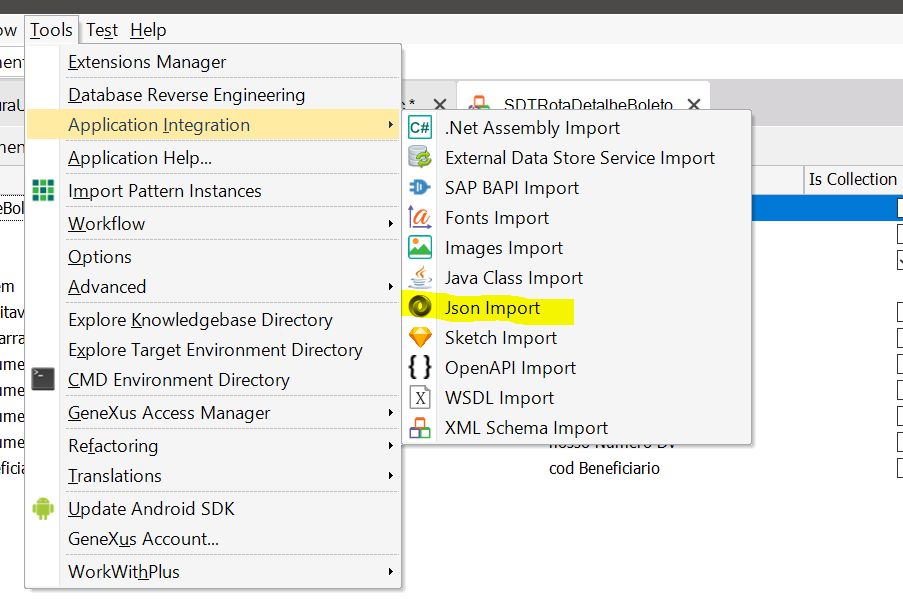 ow Tools Test Help
Extensions Manager
Database Reverse Engineering
SDTRotaDetalheBoleto
Application Integration
.Net Assembly Import
Application Help...
External Data Store Service Import
Is Collection
Import Pattern Instances
SAP BAPI Import
Fonts Import
Workflow
Images Import
Options
Java Class Import
Advanced
Json Import
Explore Knowledgebase Directory
Sketch Import
Explore Target Environment Directory
OpenAPI Import
CMD Environment Directory
WSDL Import
GeneXus Access Manager
XML Schema Import
Refactoring
nosso Numero DV
cod Beneficiario
Translations
Update Android SDK
GeneXus Account...
WorkWithPlus